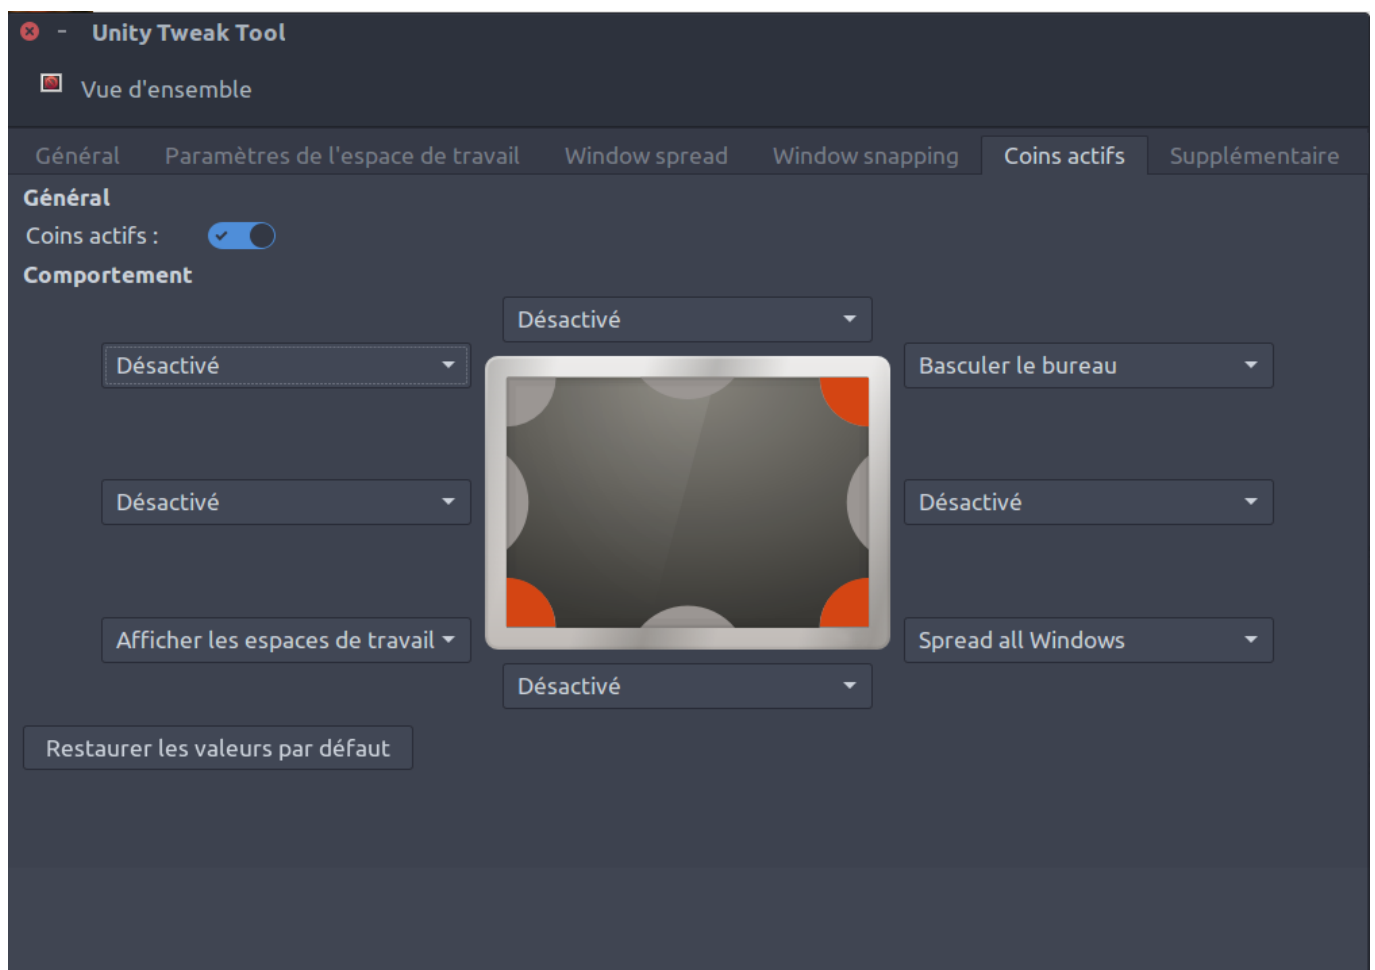 Unity Tweak Tool
Vue d'ensemble
Général Paramètres de l'espace de travail Window spread Window snapping Coins actifs Supplémentaire
Général
Coins actifs :
Comportement
Désactivé
Désactivé Basculer le bureau
Désactivé Désactivé
Afficher les espaces de travail Spread all Windows
Désactivé
Restaurer les valeurs par défaut